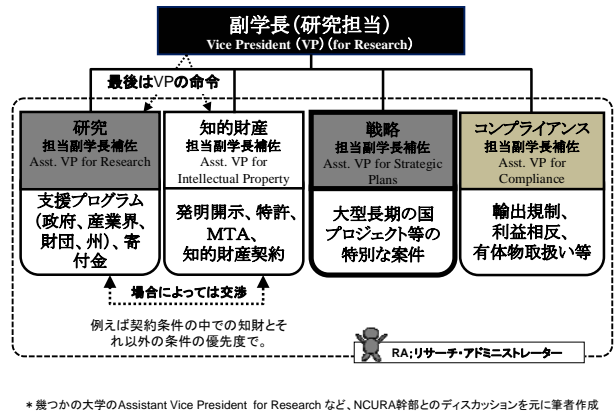 副学長(研究担当)
Vice President (VP) (for Research)
最後はVPの命令
研究
担当副学長補佐
Asst. VP for Research
支援プログラム
(政府、産業界、
財団、州)、寄
付金
知的財産
担当副学長補佐
Asst. VP for
Intellectual Property
発明開示、特許、
MTA、
知的財産契約
戦略
担当副学長補佐
Asst. VP for Strategic
Plans
大型長期の国
プロジェクト等の
特別な案件
コンプライアンス
担当副学長補佐
Asst. VP for
Compliance
輸出規制、
利益相反、
有体物取扱い等
場合によっては交渉
例えば契約条件の中での知財とそ
れ以外の条件の優先度で。
RA;リサーチ・アドミニストレーター
*幾つかの大学のAssistant Vice President for Research など、NCURA幹部とのディスカッションを元に筆者作成